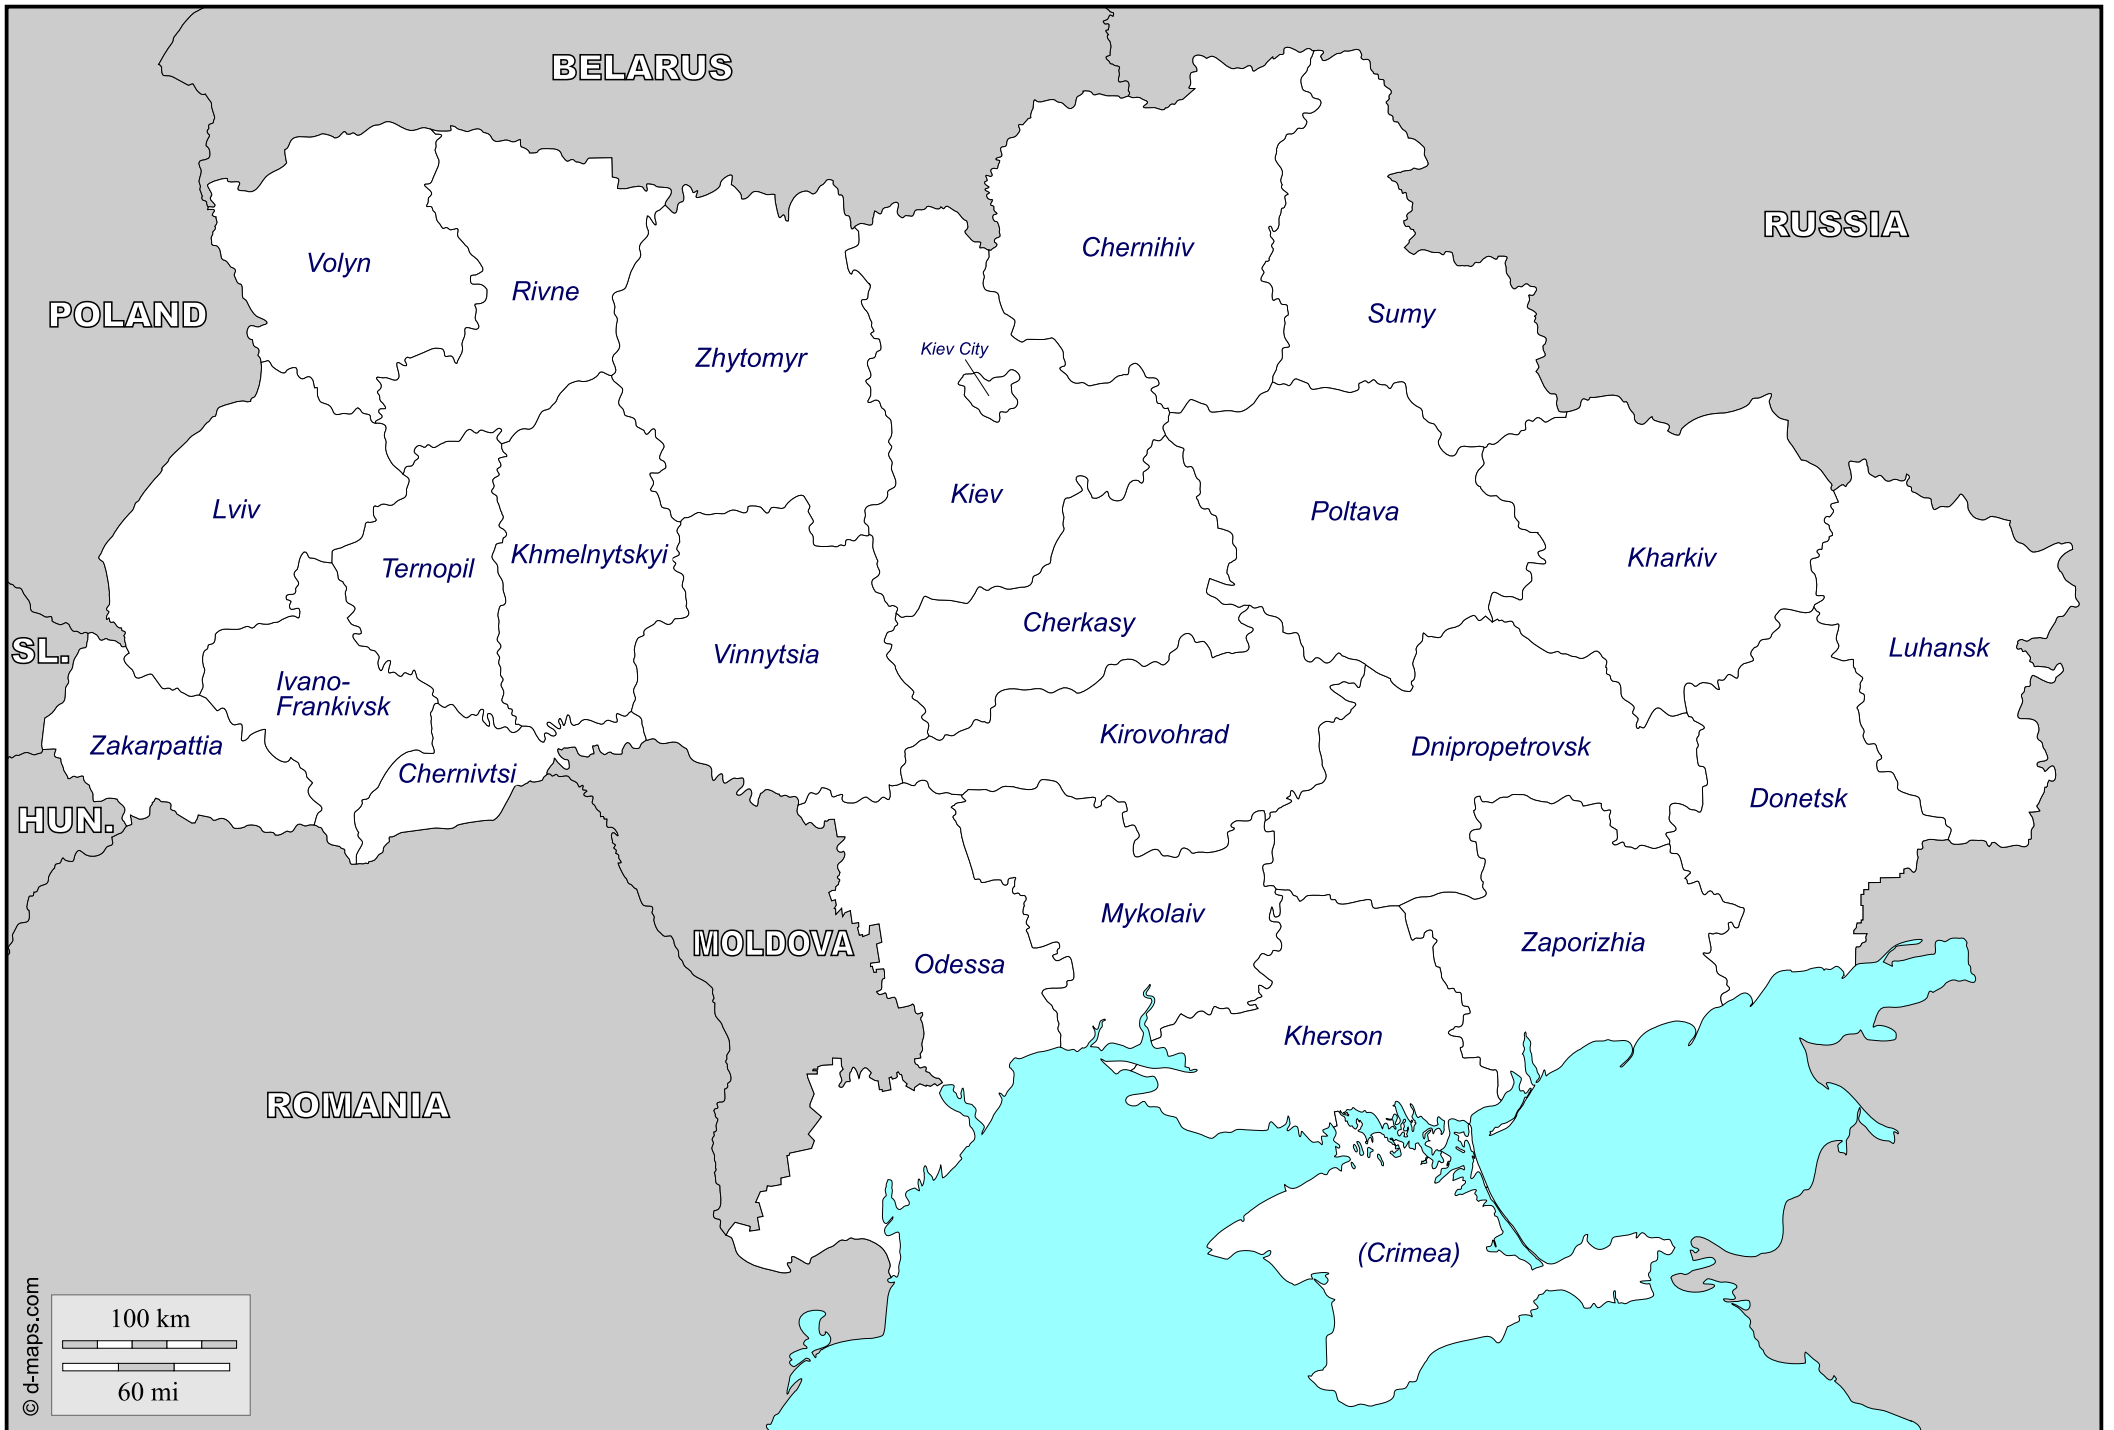 BELARUS
RUSSIA
Chernihiv
Volyn
Rivne
POLAND
Sumy
Kiev City
Zhytomyr
Kiev
Lviv
Poltava
Khmelnytskyi
Ternopil
Kharkiv
Cherkasy
SL.
Vinnytsia
Luhansk
Ivano-
Frankivsk
Kirovohrad
Zakarpattia
Dnipropetrovsk
Chernivtsi
Donetsk
HUN.
Mykolaiv
MOLDOVA
Zaporizhia
Odessa
Kherson
ROMANIA
(Crimea)
© d-maps.com
100 km
60 mi